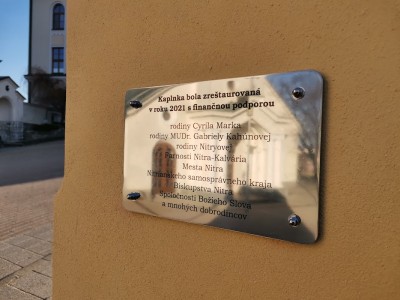 Kaplnka bola zreštaurovaná
v roku 2021 s finančnou podporou
rodiny Cyrila Marka
rodiny MUDr. Gabriely Kahúnovej
rodiny Nitryovej
Farnosti Nitra-Kalvária
Mesta Nitra
Nitrianskeho samosprávneho kraja
Biskupstva Nitra
Spoločnosti Božieho Slova
a mnohých dobrodincov